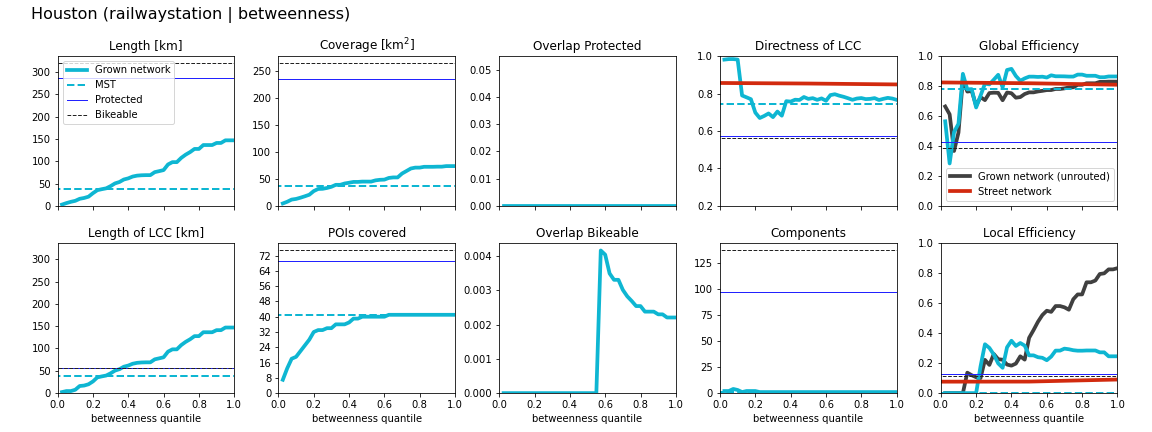 Houston (railwaystation | betweenness)
Length [km]
Coverage [km²]
Overlap Protected
Directness of LCC
Global Efficiency
300
250
200
150
100
50
0
Grown network
MST
Protected
Bikeable
250
200
150
100
50
0
0.05
0.04
0.03
0.02
0.01
0.00
1.0
0.8
0.6
0.4
0.2
1.0
0.8
0.6
0.4
0.2
0.0
Grown network (unrouted)
Street network
Length of LCC [km]
POIs covered
Overlap Bikeable
Components
Local Efficiency
300
250
200
150
100
50
0
72
64
56
48
40
32
24
16
8
0.004
0.003
0.002
0.001
0.000
125
100
75
50
25
0
1.0
0.8
0.6
0.4
0.2
0.0
0.0 0.2 0.4 0.6 0.8 1.0
0.0 0.2 0.4 0.6 0.8 1.0
0.0 0.2 0.4 0.6 0.8 1.0
0.0 0.2 0.4 0.6 0.8 1.0
0.0 0.2 0.4 0.6 0.8 1.0
betweenness quantile
betweenness quantile
betweenness quantile
betweenness quantile
betweenness quantile